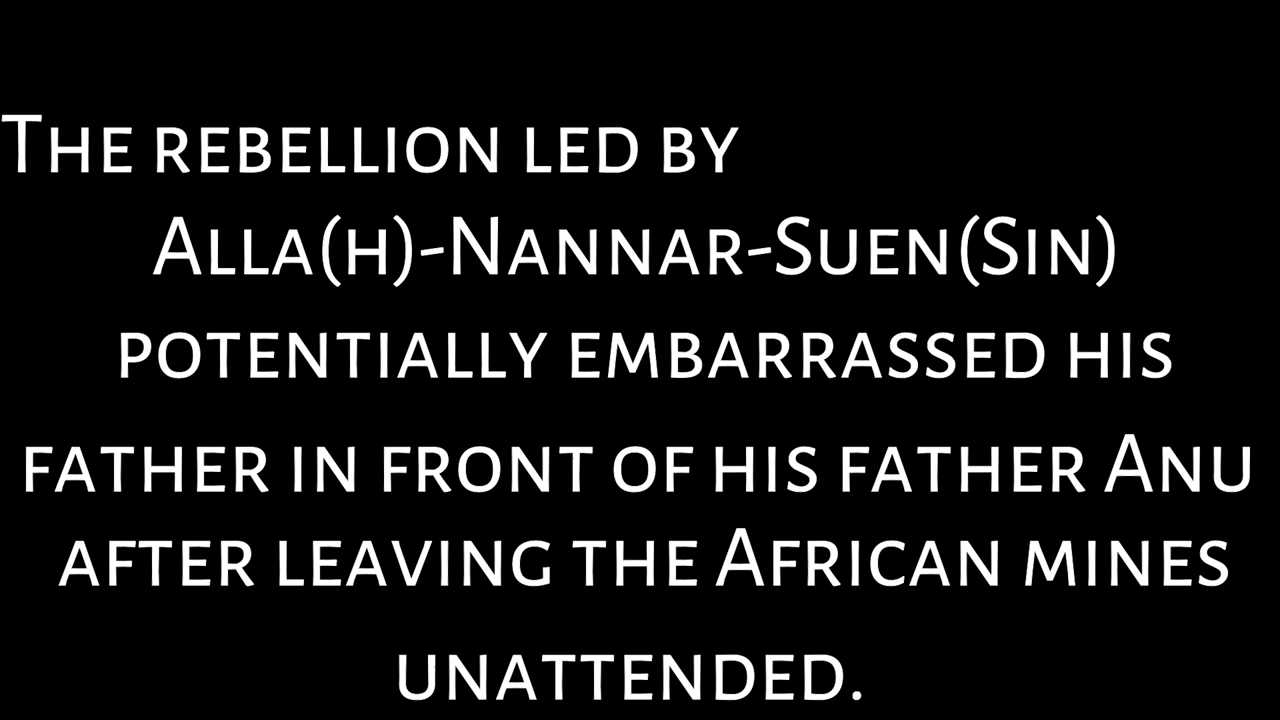 The rebellion led by
Alla(h)-Nannar-Suen(Sin)
potentially embarrassed his
father in front of his father Anu
after leaving the African mines
unattended.